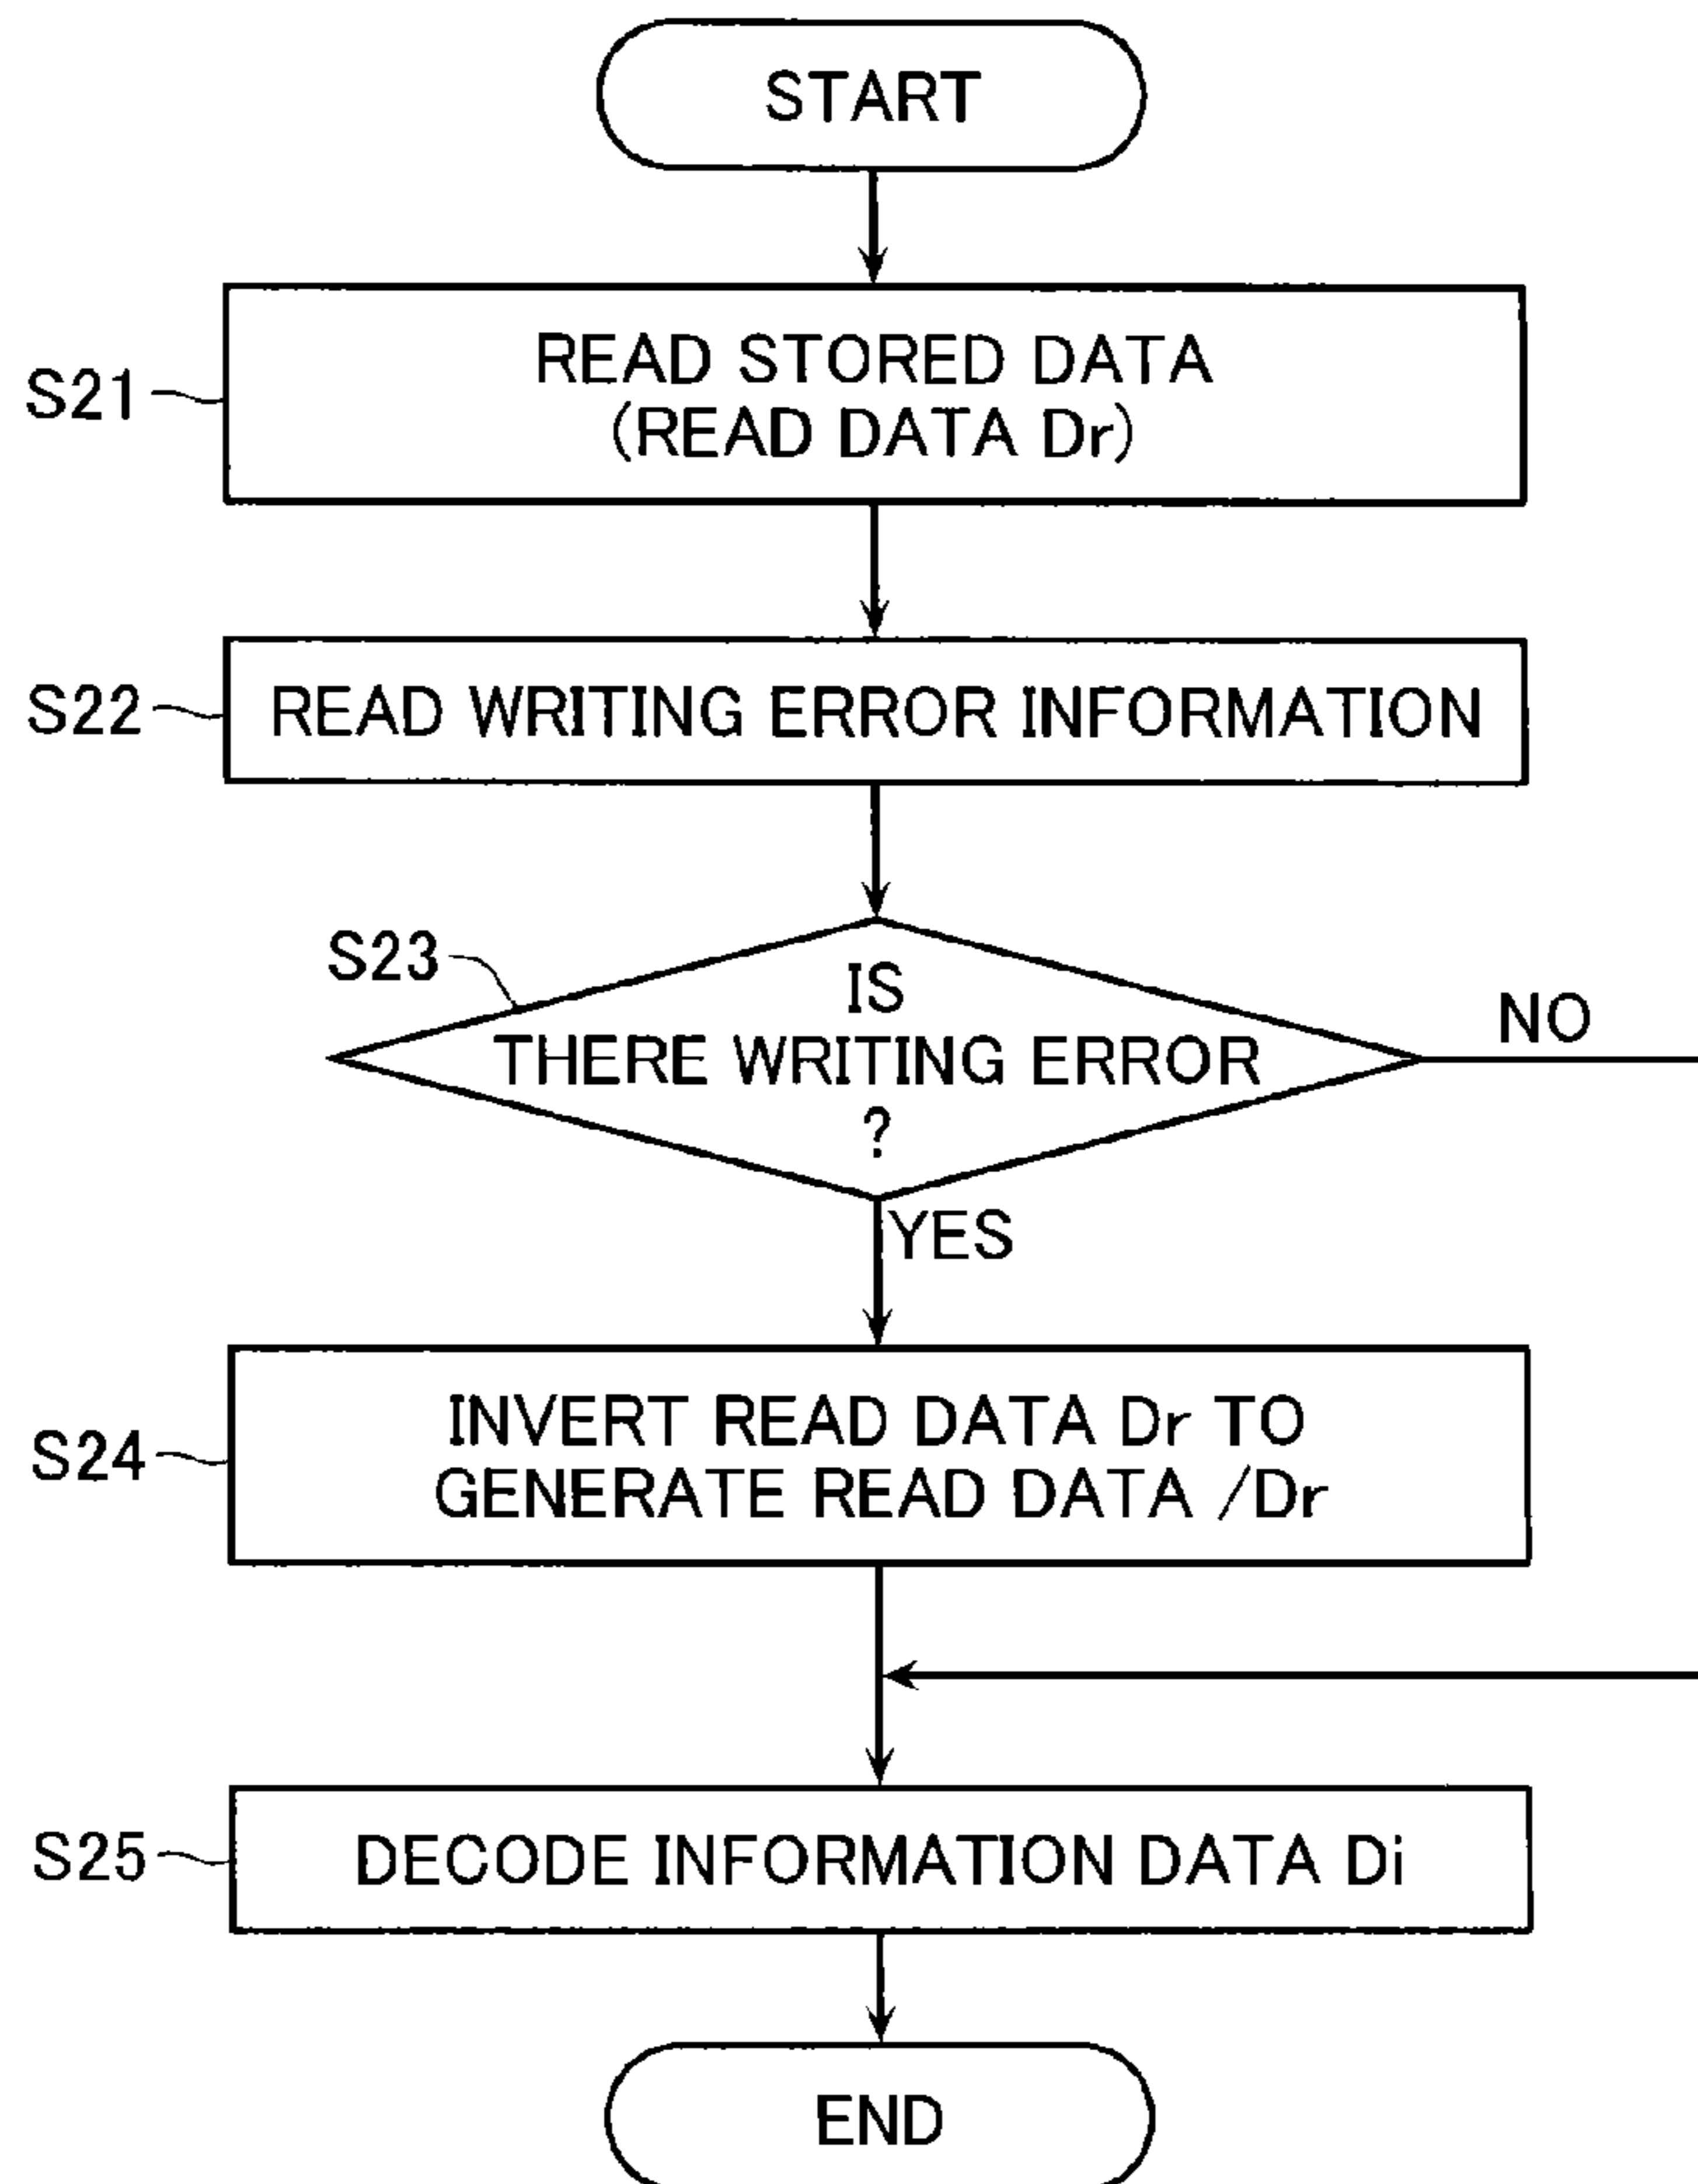 START
S21
READ STORED DATA
(READ DATA Dr)
S22
READ WRITING ERROR INFORMATION
S23
IS
THERE WRITING ERROR
?
NO
YES
S24
INVERT READ DATA Dr TO
GENERATE READ DATA /Dr
S25
DECODE INFORMATION DATA Di
END